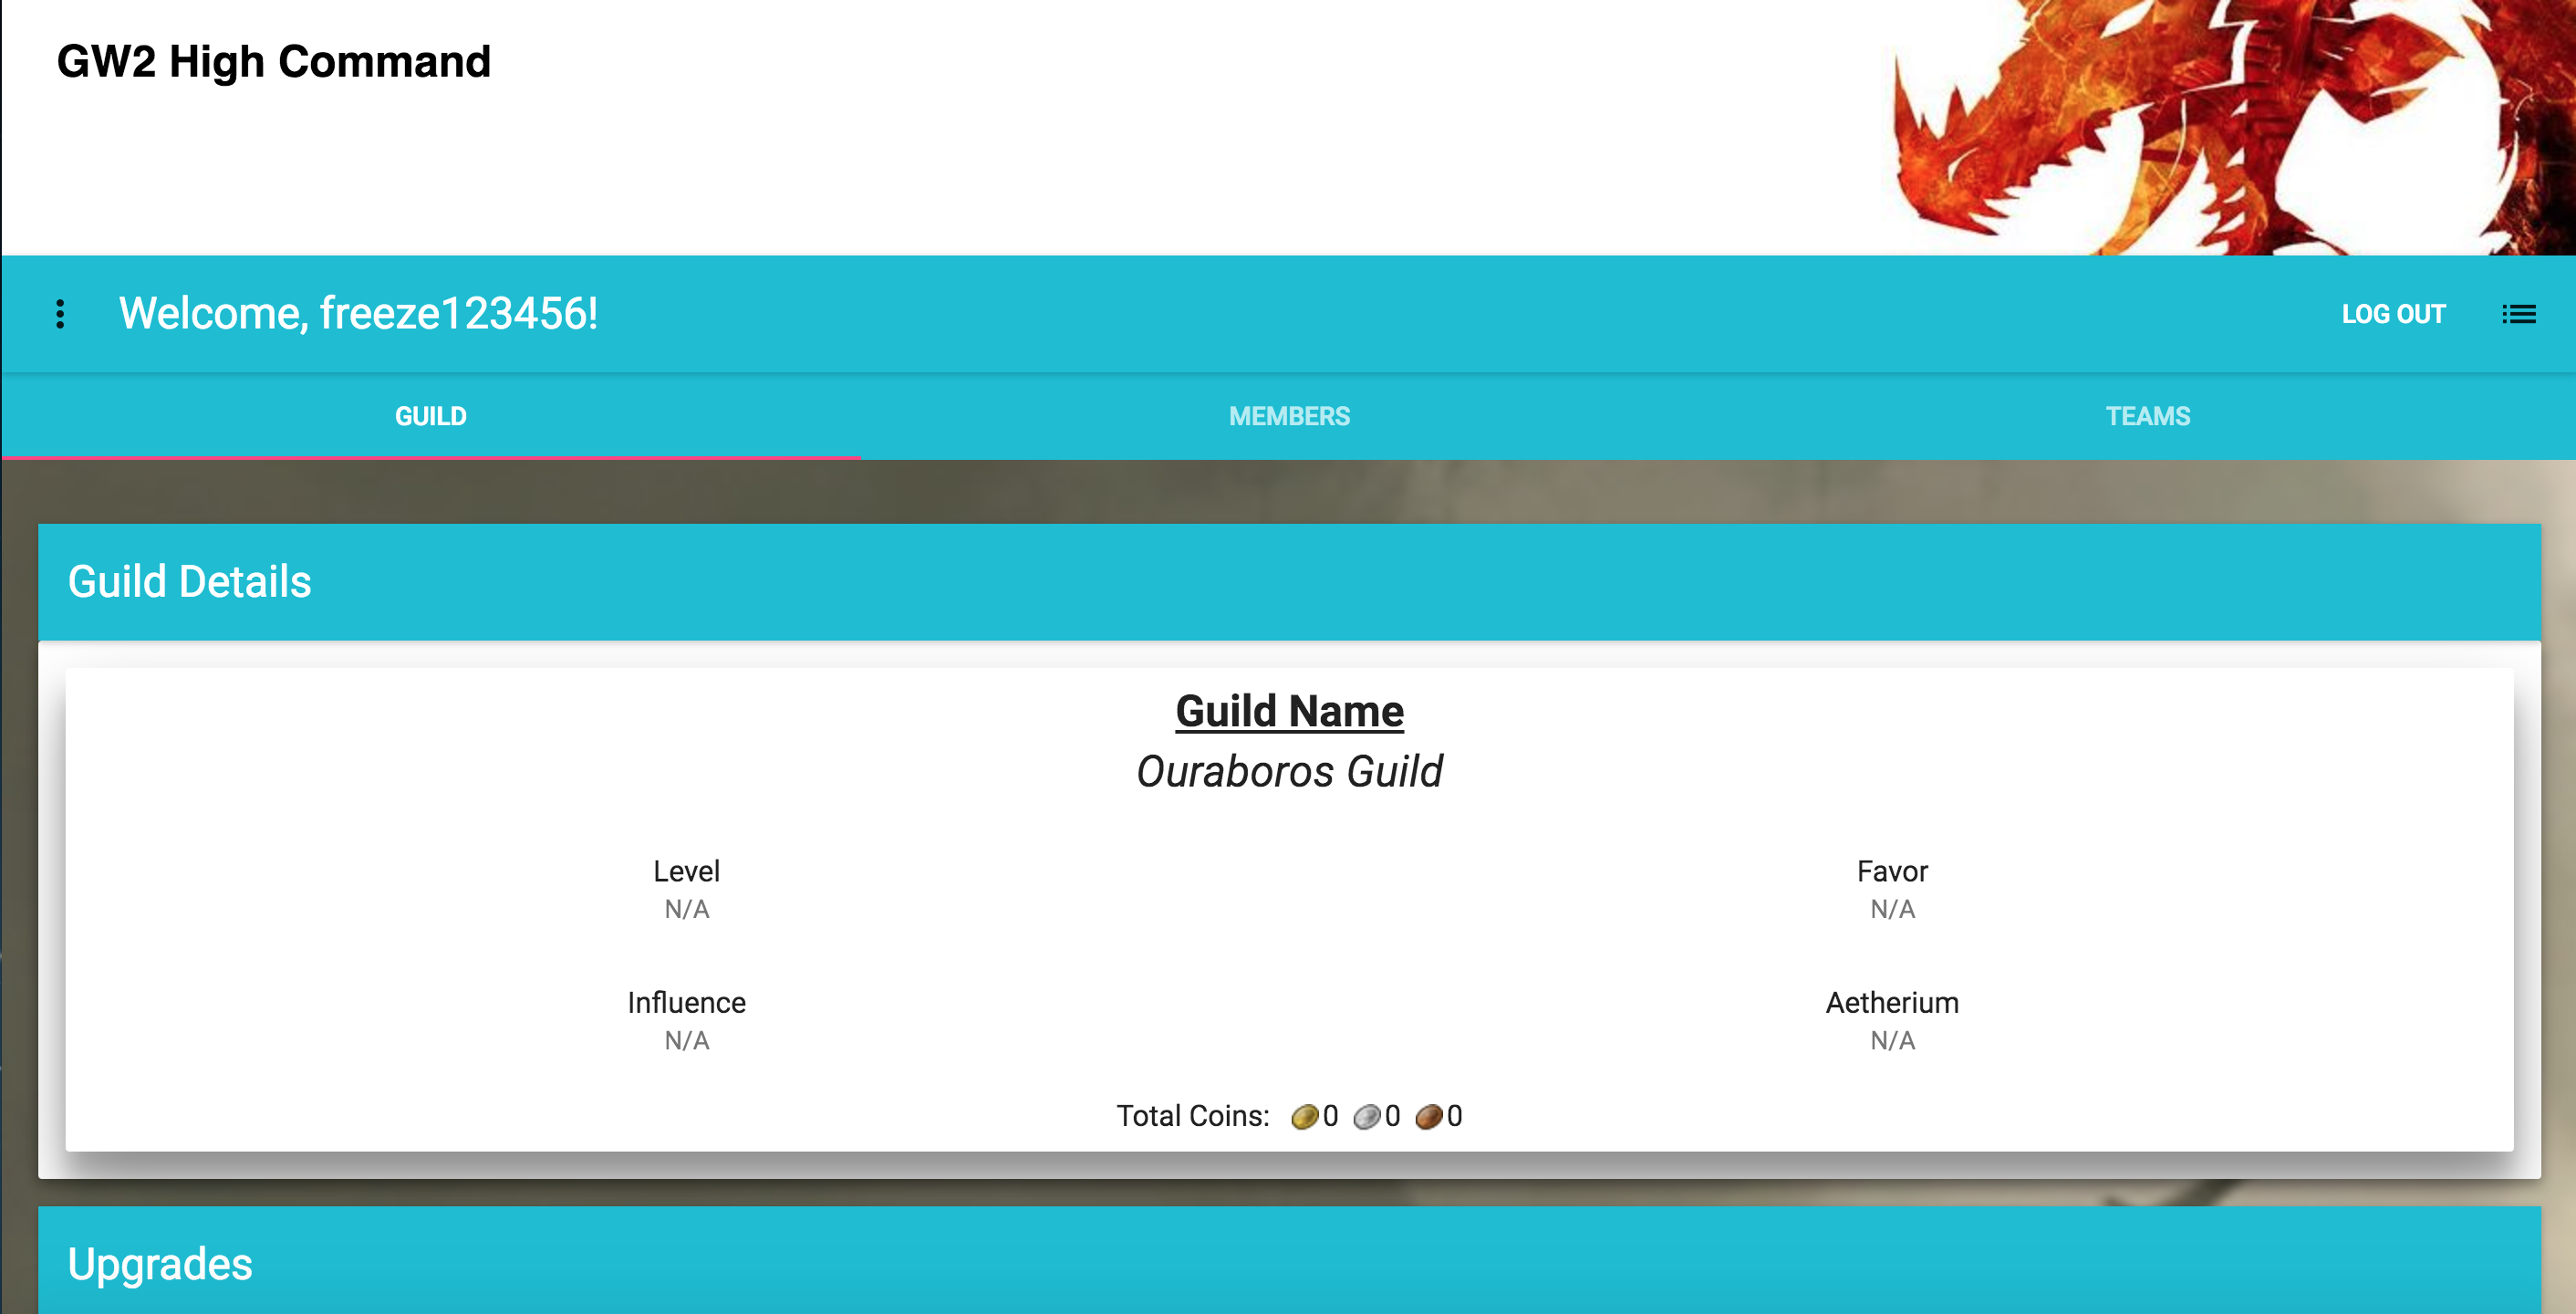 GW2 High Command
Welcome, freeze123456!
LOG OUT
GUILD
MEMBERS
TEAMS
Guild Details
Guild Name
Ouraboros Guild
Level
Favor
N/A
N/A
Influence
Aetherium
N/A
N/A
Total Coins: 0 0 0
Upgrades